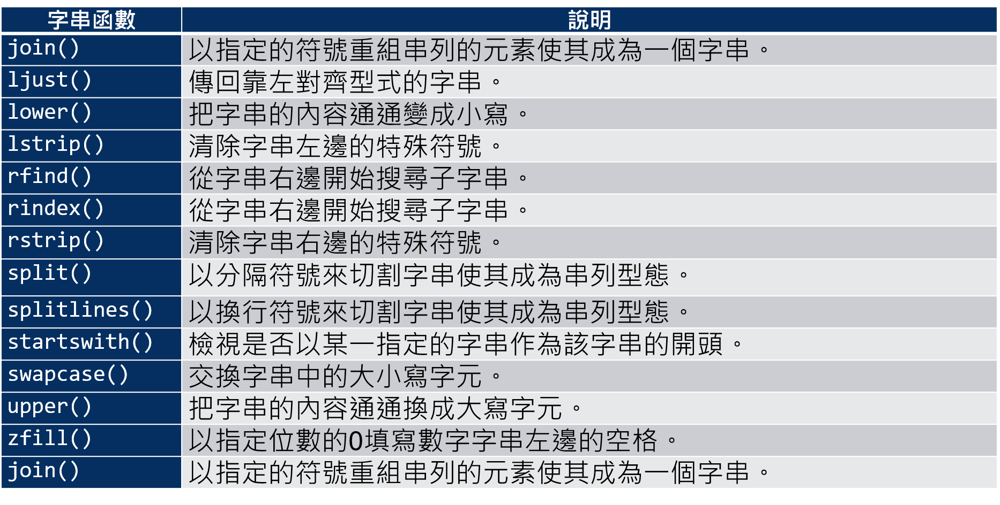 字串函數 說明
join() 以指定的符號重組串列的元素使其成為一個字串。
ljust() 傳回靠左對齊型式的字串。
lower() 把字串的內容通通變成小寫。
lstrip() 清除字串左邊的特殊符號。
rfind() 從字串右邊開始搜尋子字串。
rindex() 從字串右邊開始搜尋子字串。
rstrip() 清除字串右邊的特殊符號。
split() 以分隔符號來切割字串使其成為串列型態。
splitlines() 以換行符號來切割字串使其成為串列型態。
startswith() 檢視是否以某一指定的字串作為該字串的開頭。
swapcase() 交換字串中的大小寫字元。
upper() 把字串的內容通通換成大寫字元。
zfill() 以指定位數的0填寫數字字串左邊的空格。
join() 以指定的符號重組串列的元素使其成為一個字串。